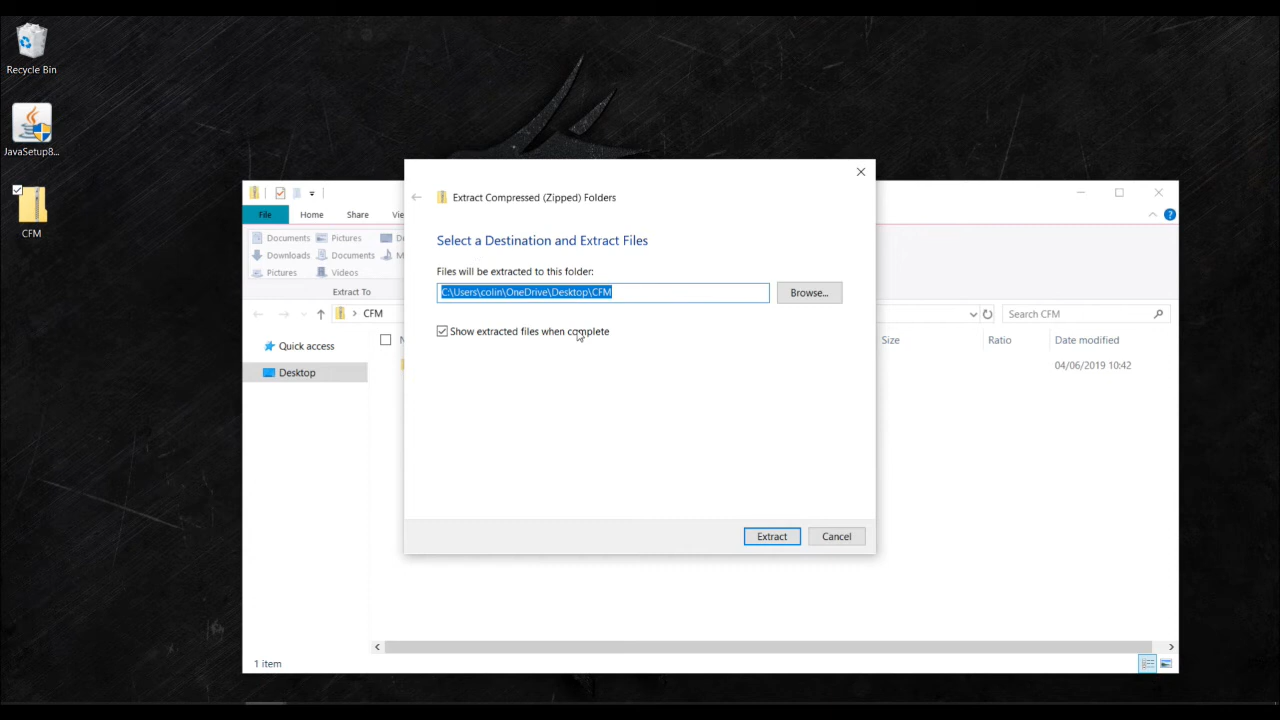 Recycle Bin
JavaSetup8...
CFM
Extract Compressed (Zipped) Folders
Select a Destination and Extract Files
Files will be extracted to this folder:
C:\Users\colin\OneDrive\Desktop\CFM
Browse...
Show extracted files when complete
Extract
Cancel
File
Home
Share
Vie
Documents
Pictures
Downloads
Documents
M
Pictures
Videos
Extract To
CFM
Search CFM
Quick access
Desktop
Size
Ratio
Date modified
04/06/2019 10:42
1 item